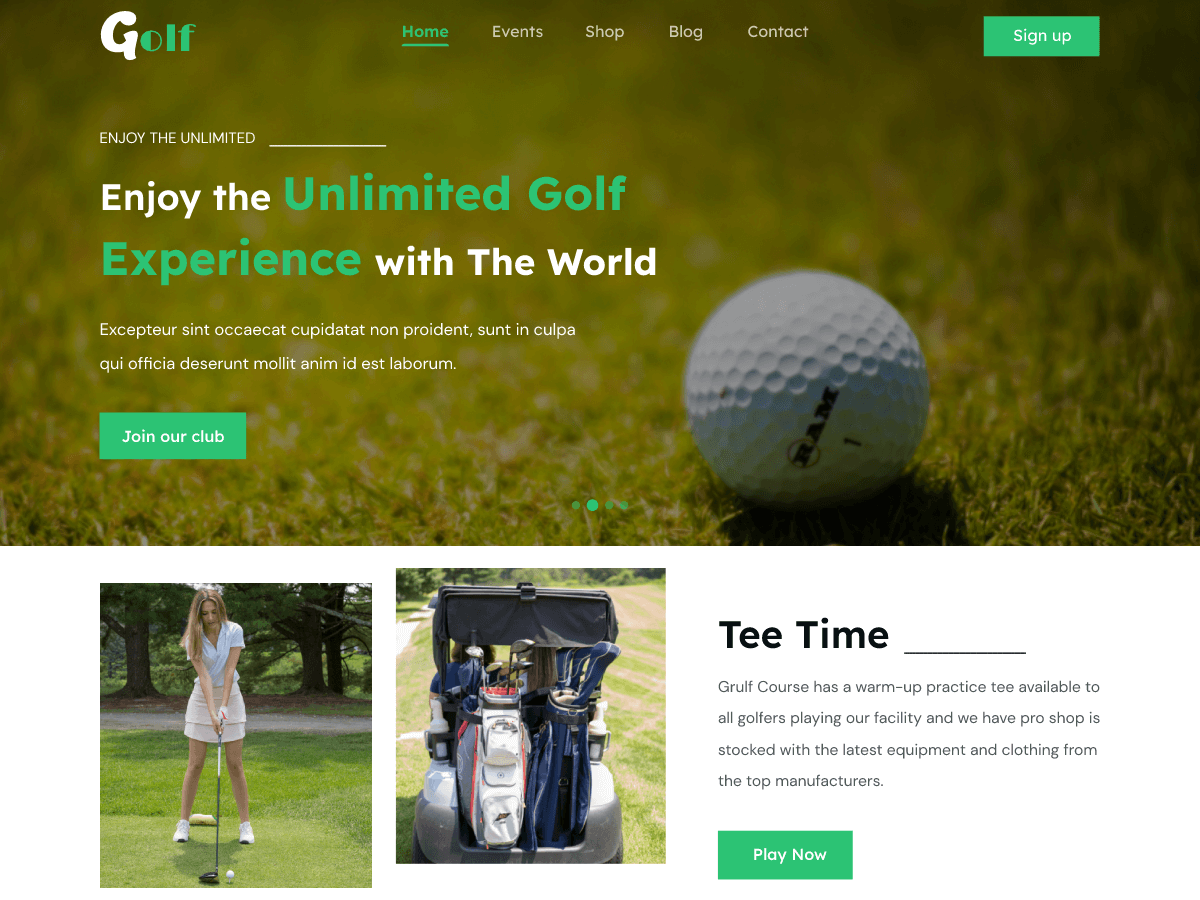 Golf
Home Events Shop Blog Contact
Sign up
ENJOY THE UNLIMITED
Enjoy the Unlimited Golf
Experience with The World
Excepteur sint occaecat cupidatat non proident, sunt in culpa
qui officia deserunt mollit anim id est laborum.
Join our club
RAM
1
Tee Time
Grulf Course has a warm-up practice tee available to
all golfers playing our facility and we have pro shop is
stocked with the latest equipment and clothing from
the top manufacturers.
Play Now